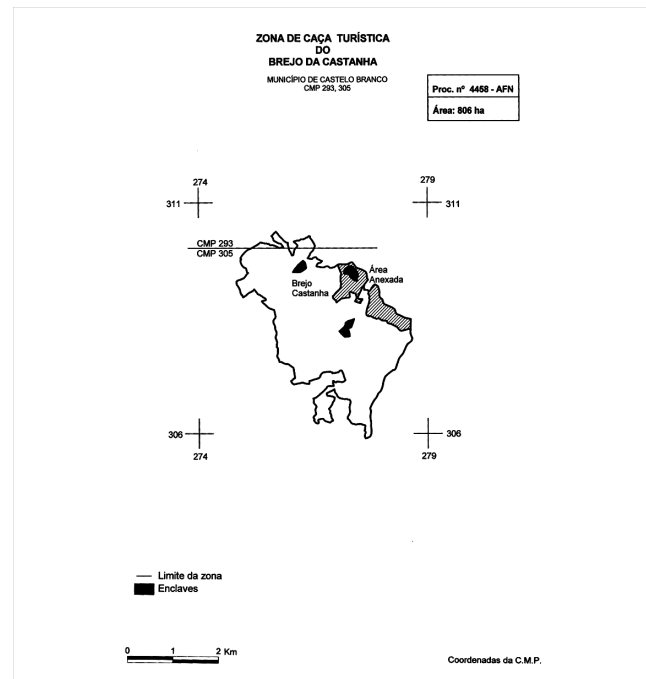 ZONA DE CAÇA TURÍSTICA
DO
BREJO DA CASTANHA
MUNICÍPIO DE CASTELO BRANCO
CMP 293, 305
Proc. nº 4458 - AFN
Área: 806 ha
274
279
311
311
CMP 293
CMP 305
Brejo
Castanha
Área
Anexada
306
306
274
279
Limite da zona
Enclaves
0 1 2 Km
Coordenadas da C.M.P.